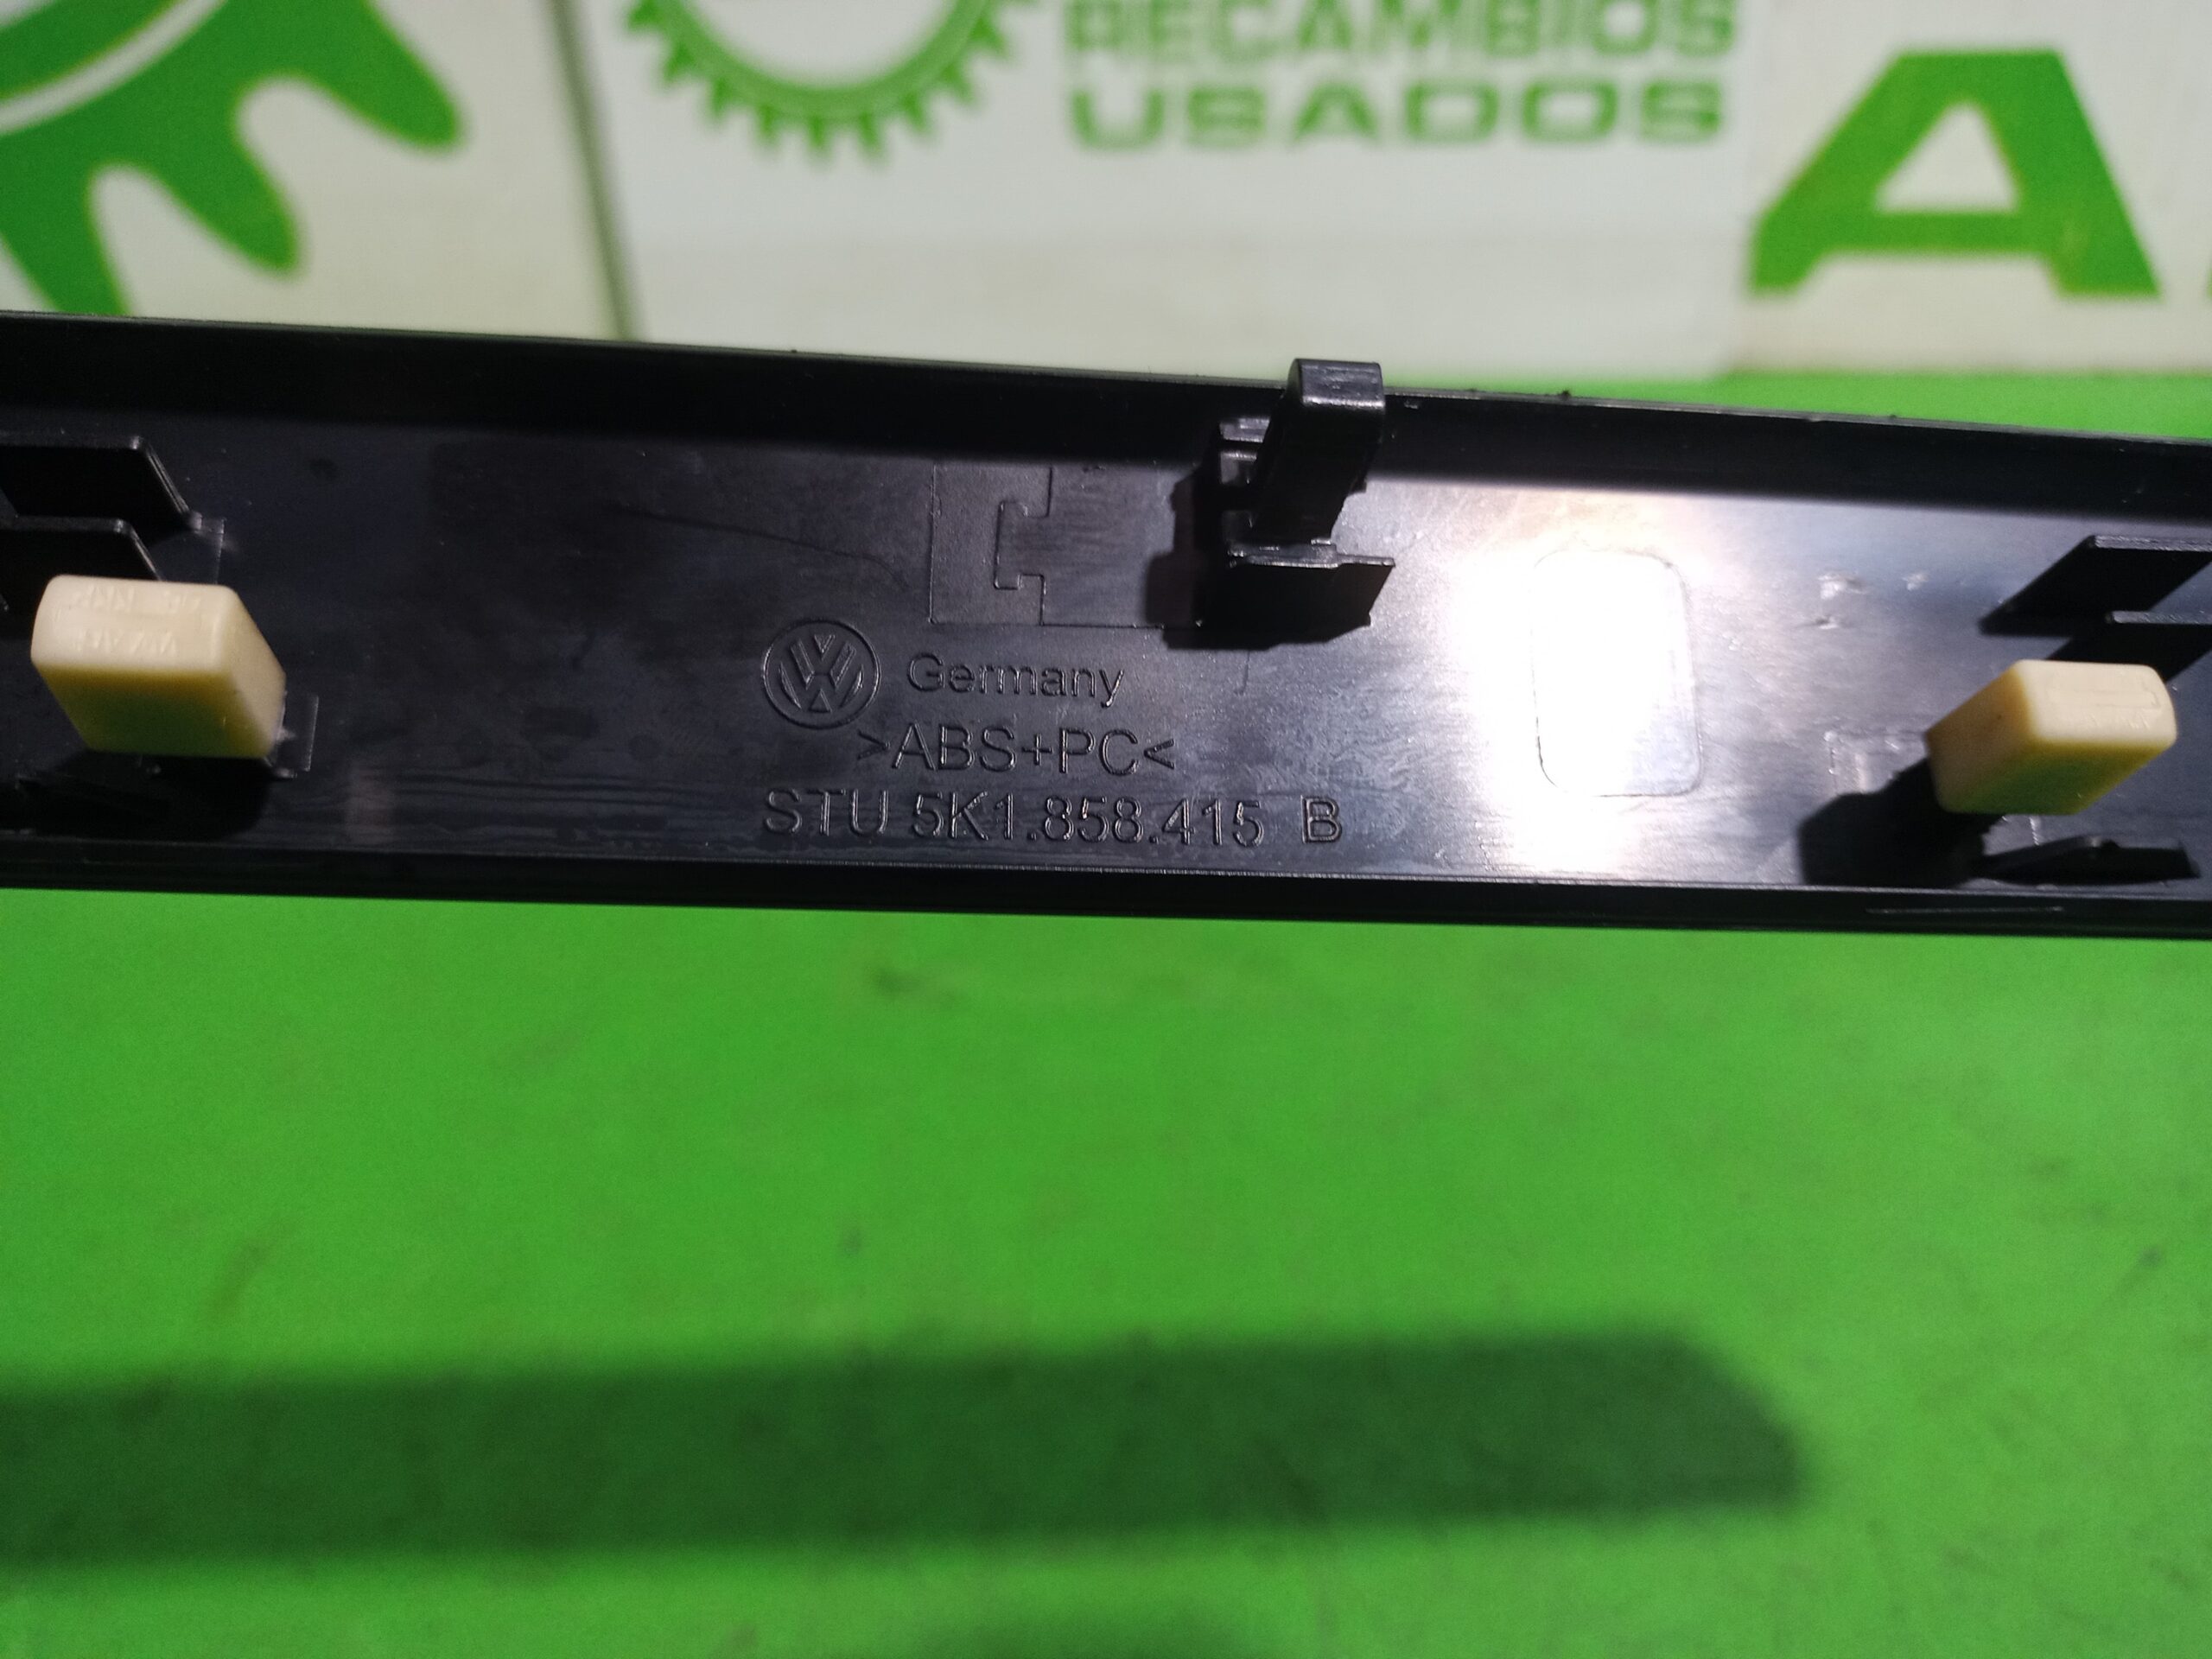 RECAMBIOS
USADOS
A
Germany
>ABS+PC<
STU 5K1.858.415 B